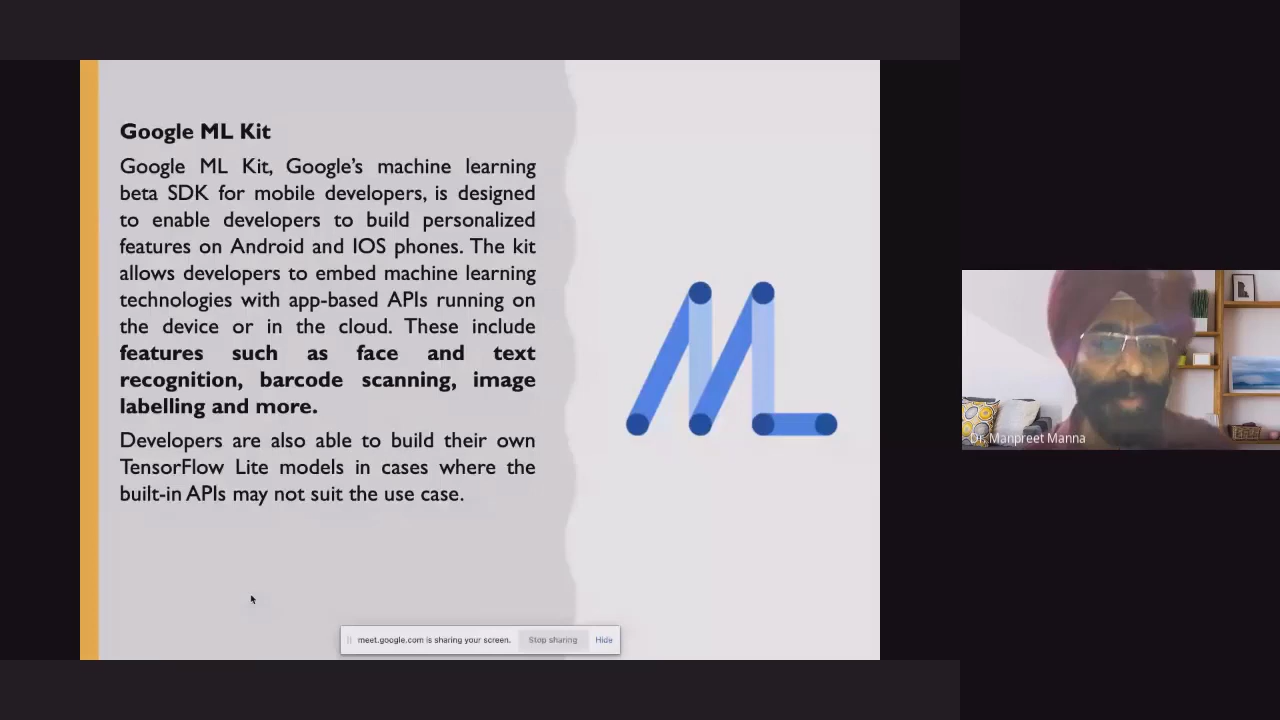 Google ML Kit
Google ML Kit, Google's machine learning
beta SDK for mobile developers, is designed
to enable developers to build personalized
features on Android and IOS phones. The kit
allows developers to embed machine learning
technologies with app-based APIs running on
the device or in the cloud. These include
features such as face and text
recognition, barcode scanning, image
labelling and more.
Developers are also able to build their own
TensorFlow Lite models in cases where the
built-in APIs may not suit the use case.
ML
meet.google.com is sharing your screen. Stop sharing Hide
Dr. Manpreet Manna